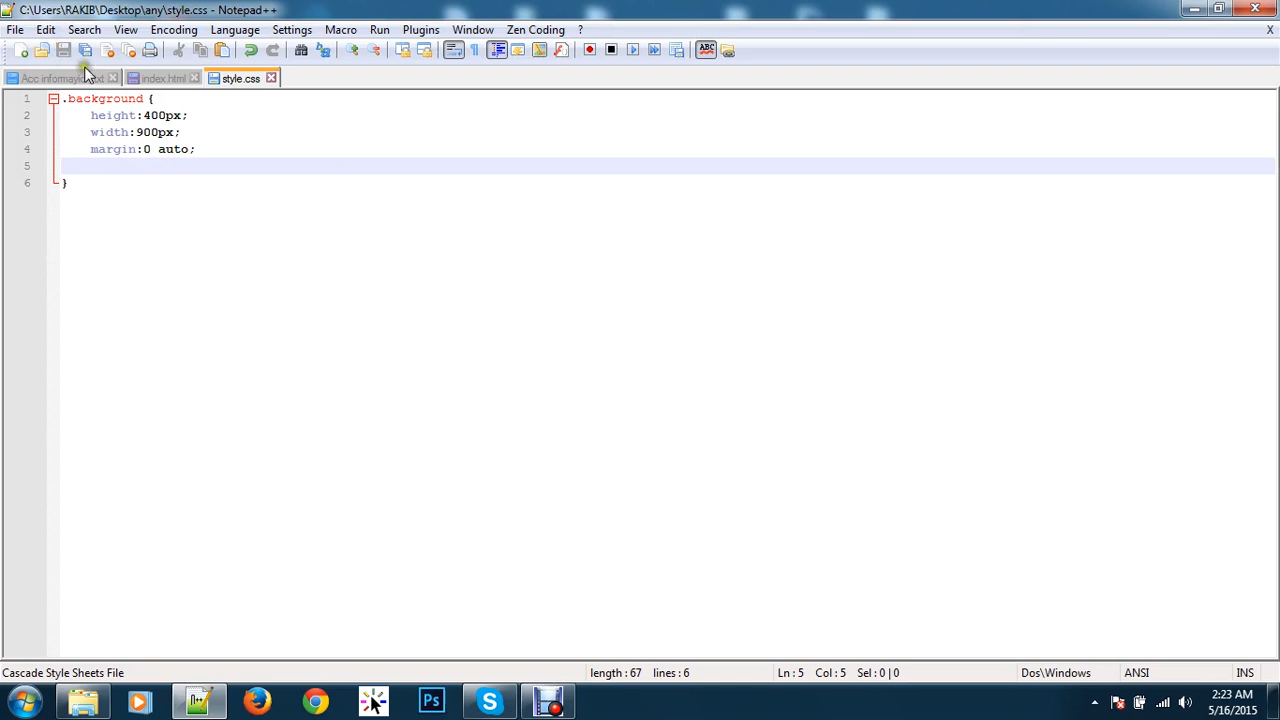 C:\Users\RAKIB\Desktop\any\style.css - Notepad++
File Edit Search View Encoding Language Settings Macro Run Plugins Window Zen Coding ? X
ABC
Acc index.html style.css
1 .background {
2 height:400px;
3 width:900px;
4 margin:0 auto;
5
6 }
Cascade Style Sheets File length : 67 lines : 6 Ln : 5 Col : 5 Sel : 0 | 0 Dos\Windows ANSI INS
N++ Ps S 2:23 AM
5/16/2015